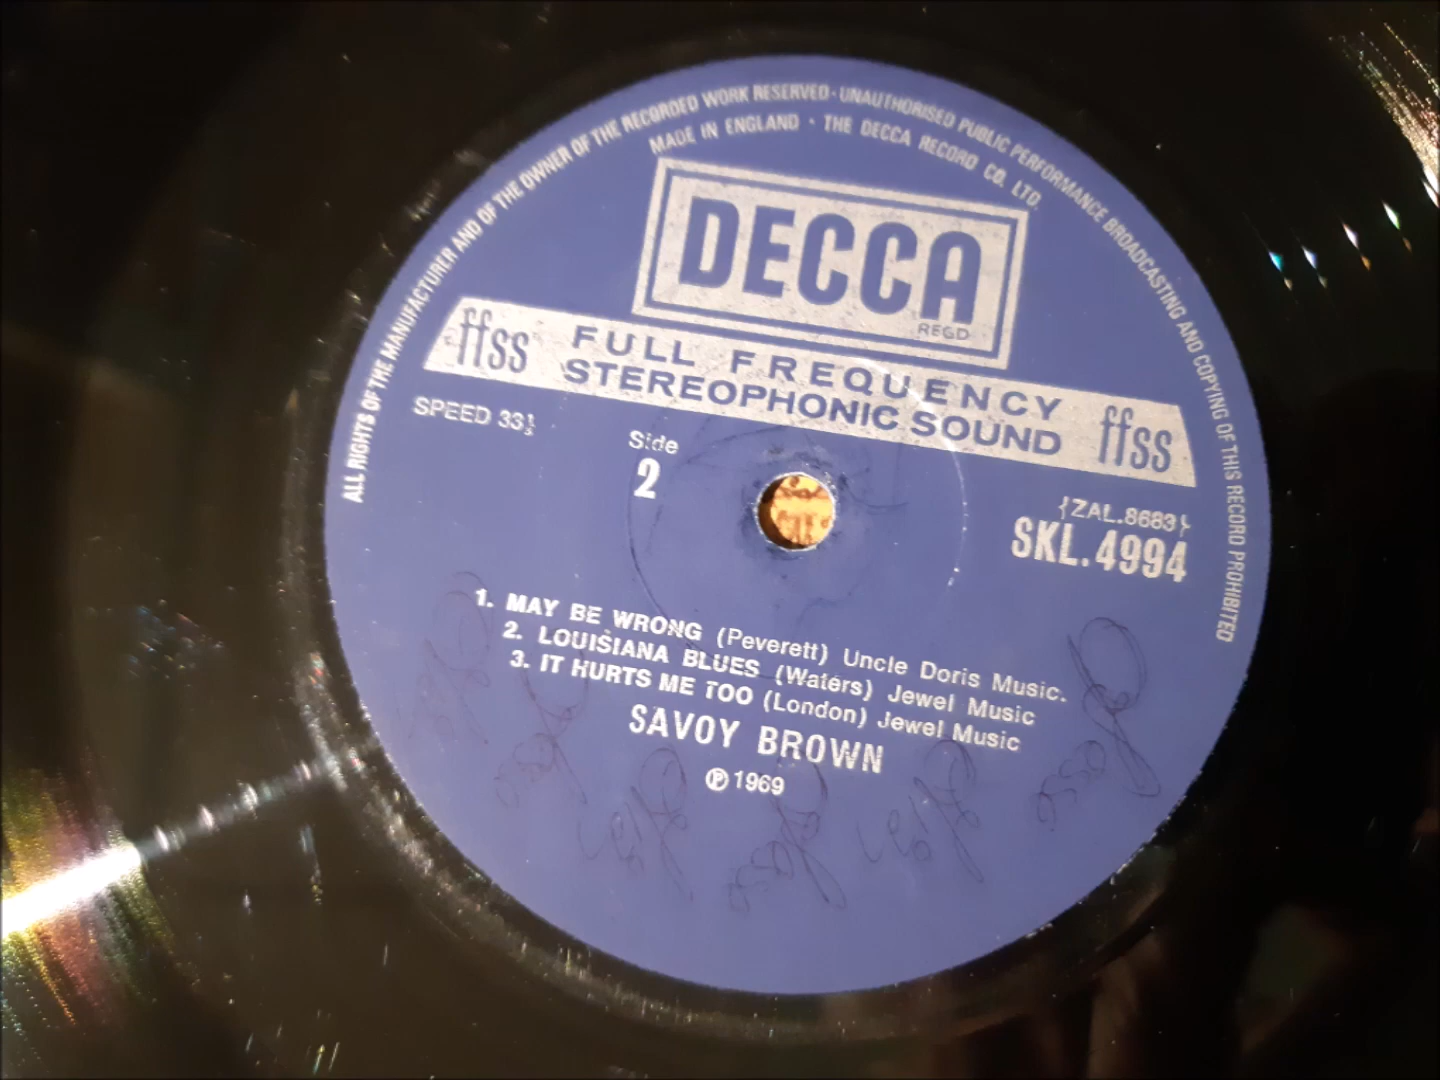 ALL RIGHTS OF THE MANUFACTURER AND OF THE OWNER OF THE RECORDED WORK RESERVED · UNAUTHORISED PUBLIC PERFORMANCE BROADCASTING AND COPYING OF THIS RECORD PROHIBITED
MADE IN ENGLAND · THE DECCA RECORD CO. LTD.
DECCA
REGD
ffss FULL FREQUENCY STEREOPHONIC SOUND ffss
SPEED 33⅓
Side
2
{ZAL.8683}
SKL.4994
1. MAY BE WRONG (Peverett) Uncle Doris Music.
2. LOUISIANA BLUES (Waters) Jewel Music
3. IT HURTS ME TOO (London) Jewel Music
SAVOY BROWN
℗ 1969